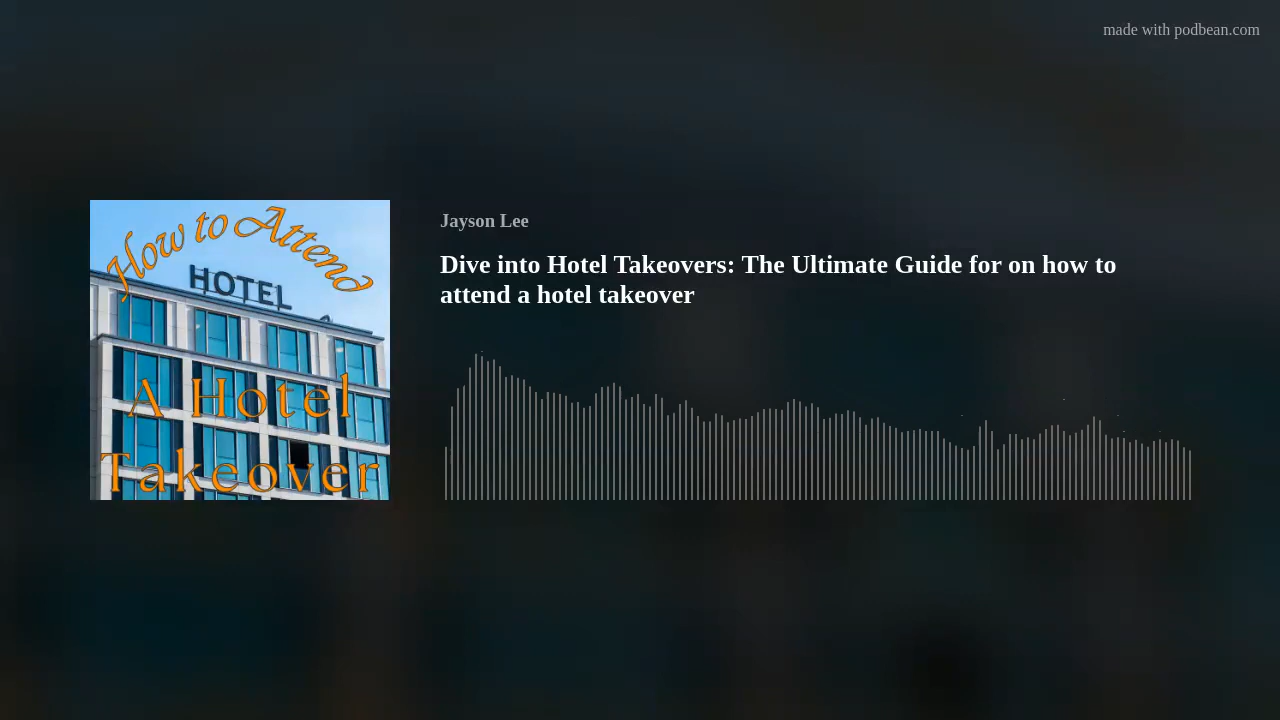 made with podbean.com
How to Attend
HOTEL
A Hotel
Takeover
Jayson Lee
Dive into Hotel Takeovers: The Ultimate Guide for on how to
attend a hotel takeover